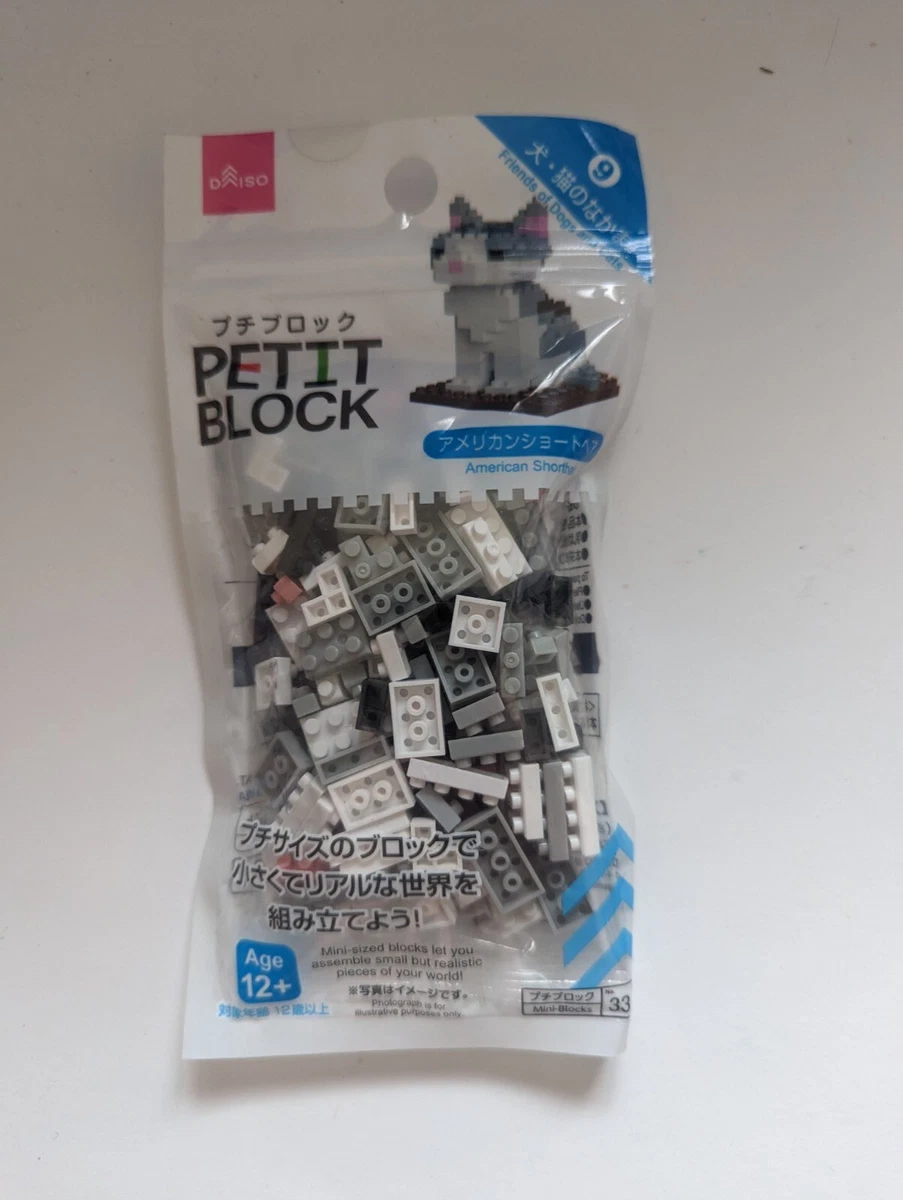 DAISO
9
犬・猫のなかま
Friends of Dogs
プチブロック
PETIT
BLOCK
アメリカンショートヘア
American
プチサイズのブロックで
小さくてリアルな世界を
組み立てよう!
Age
12+
対象年齢 12歳以上
Mini-sized blocks let you
assemble small but realistic
pieces of your world!
※写真はイメージです。
Photograph is for
illustrative purposes only.
プチブロック
Mini-Blocks
No.
33